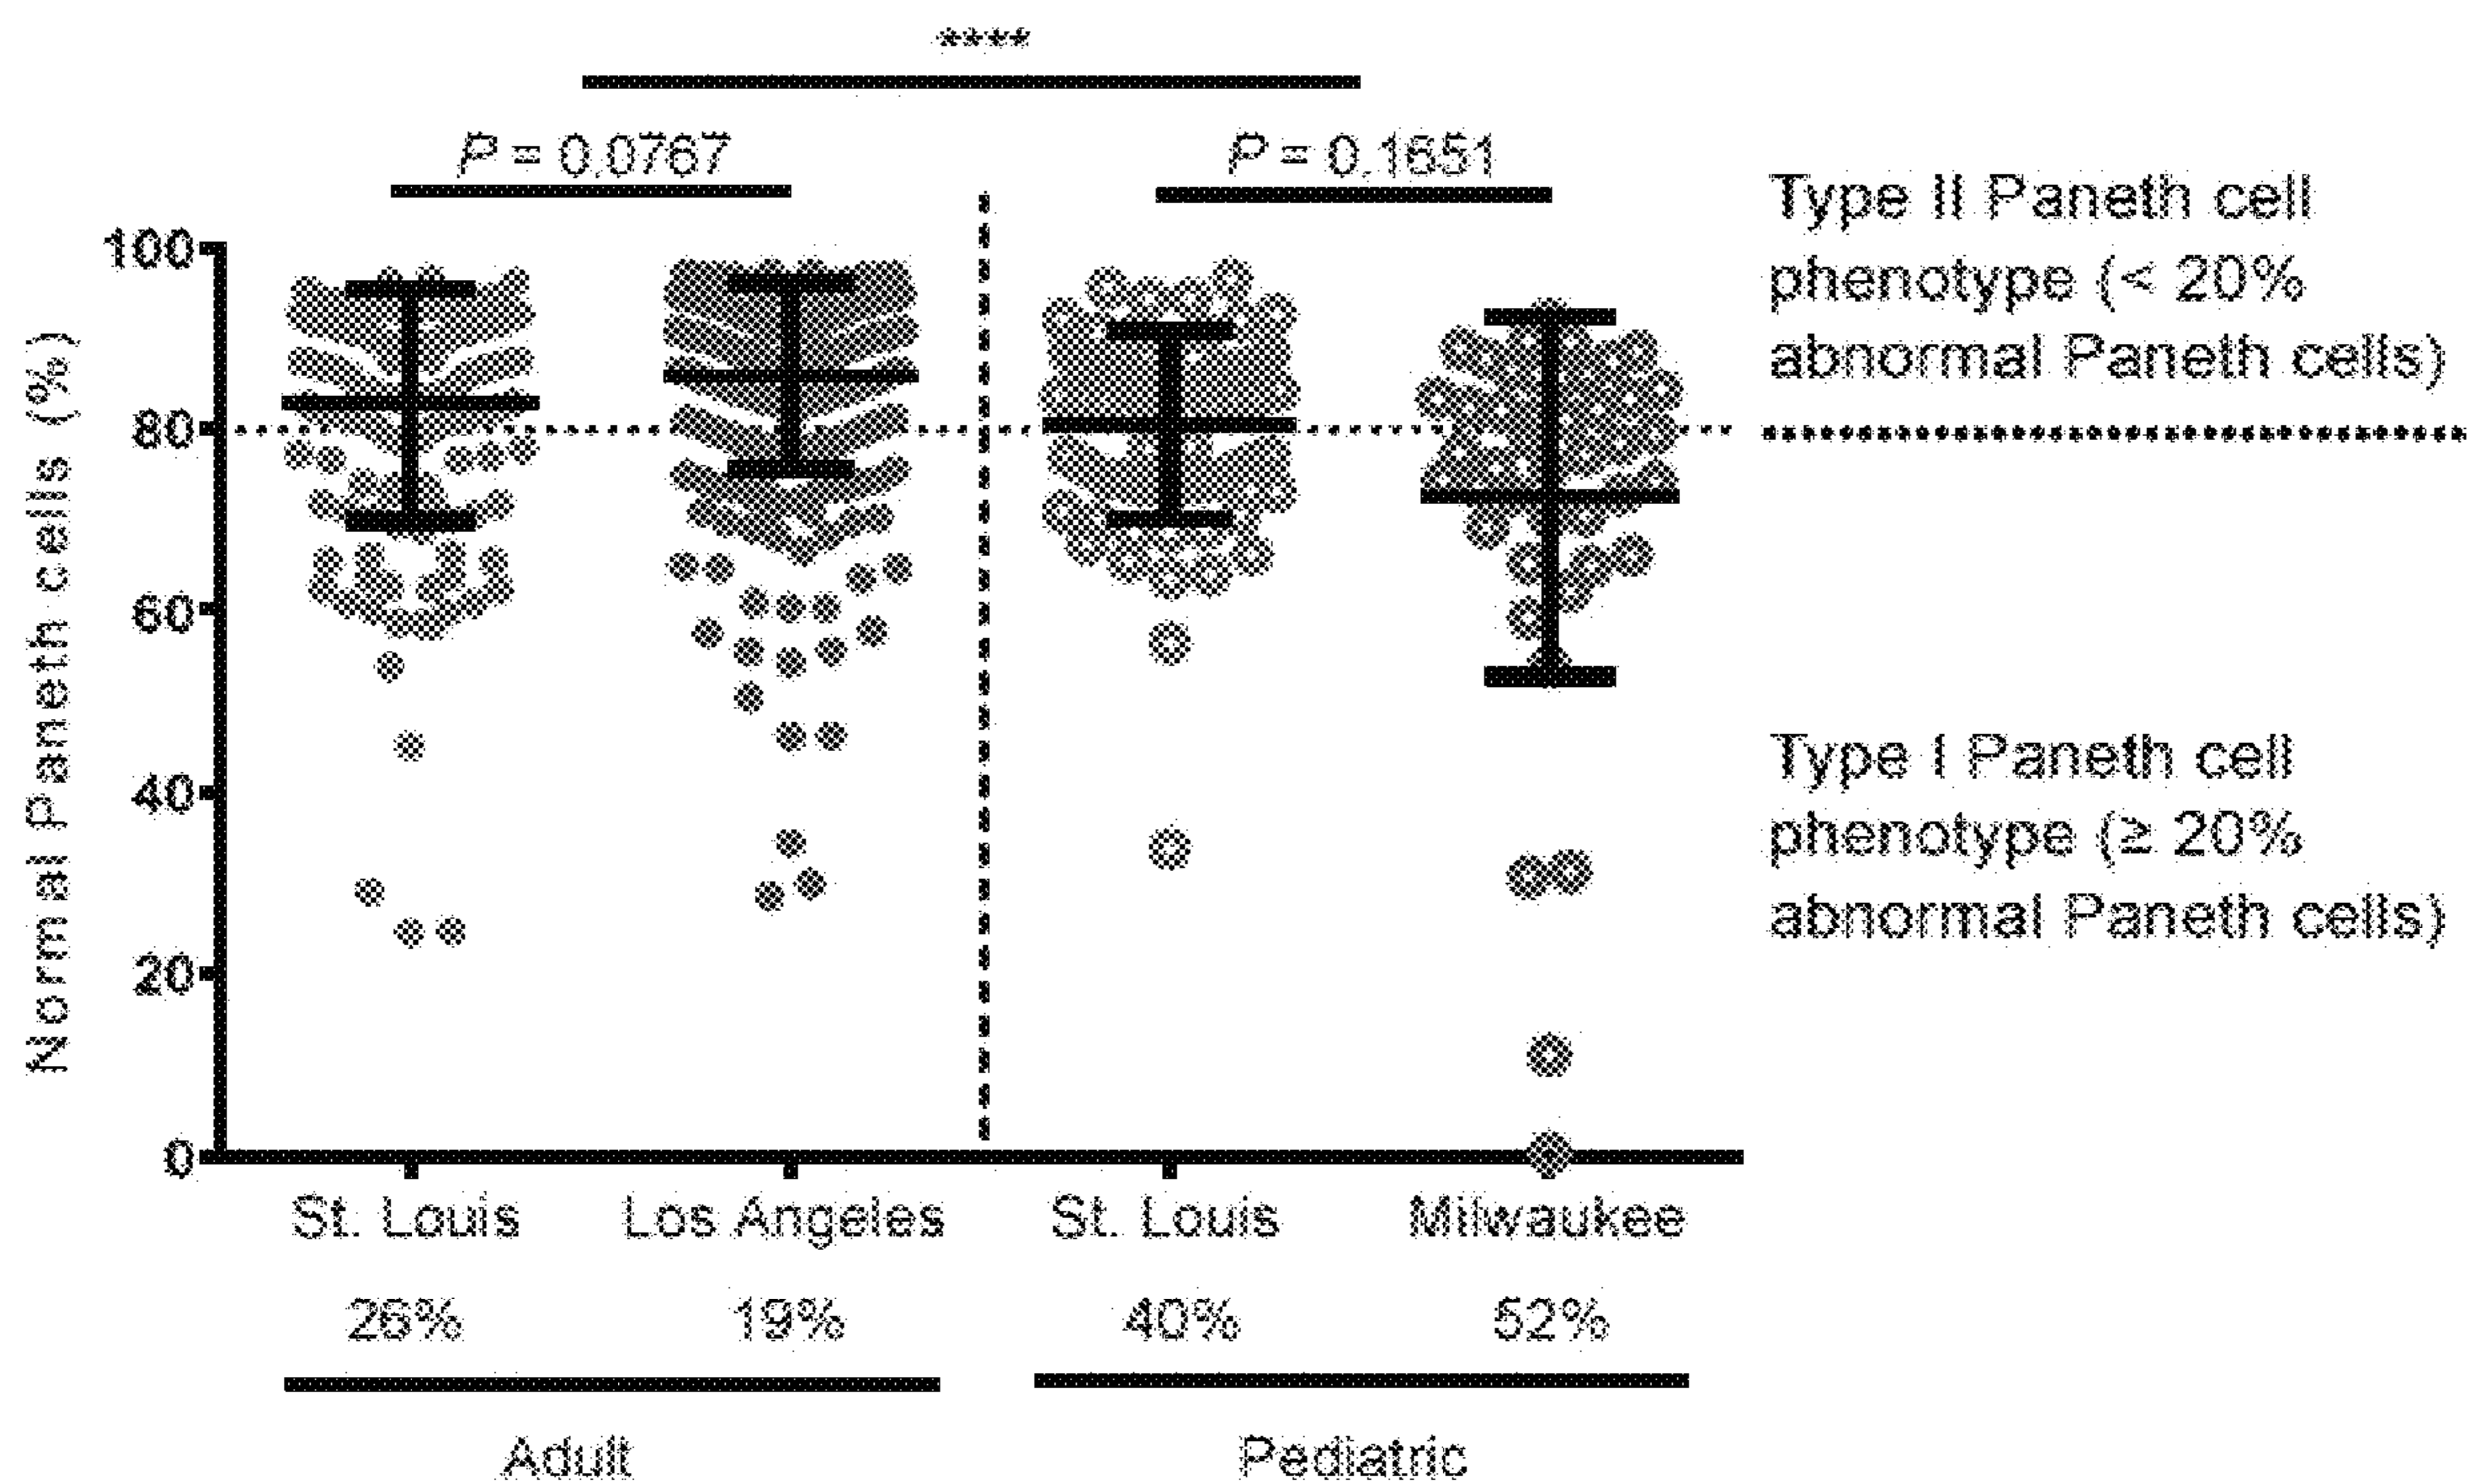 ****
P = 0.0767
P = 0.1651
Type II Paneth cell
phenotype (< 20%
abnormal Paneth cells)
Type I Paneth cell
phenotype (≥ 20%
abnormal Paneth cells)
Normal Paneth cells (%)
100
80
60
40
20
0
St. Louis Los Angeles St. Louis Milwaukee
26% 19% 40% 52%
Adult Pediatric